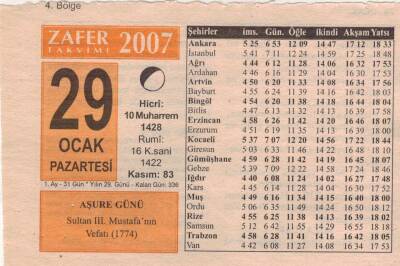 4. Bölge
ZAFER
TAKVİMİ
2007
29
OCAK
PAZARTESİ
Hicrî:
10 Muharrem
1428
Rumî:
16 K.sani
1422
Kasım: 83
1. Ay - 31 Gün * Yılın 29. Günü - Kalan Gün: 336
AŞURE GÜNÜ
Sultan III. Mustafa'nın
Vefatı (1774)
Şehirler ims. Gün. Öğle ikindi Akşam Yatsı
Ankara 5 25 6 53 12 09 14 47 17 12 18 33
İstanbul 5 41 7 11 12 24 14 59 17 25 18 48
Ağrı 4 44 6 12 11 28 14 06 16 32 17 53
Ardahan 4 46 6 16 11 29 14 04 16 30 17 53
Artvin 4 50 6 20 11 33 14 08 16 34 17 56
Bayburt 4 55 6 24 11 39 14 16 16 42 18 03
Bingöl 4 54 6 20 11 38 14 18 16 44 18 04
Bitlis 4 47 6 13 11 32 14 13 16 39 17 58
Erzincan 4 58 6 26 11 42 14 20 16 46 18 07
Erzurum 4 51 6 19 11 35 14 13 16 39 18 00
Kocaeli 5 37 7 07 12 20 14 56 17 22 18 44
Giresun 5 03 6 33 11 46 14 22 16 48 18 10
Gümüşhane 4 59 6 28 11 42 14 19 16 45 18 07
Gebze 5 39 7 09 12 22 14 58 17 24 18 46
Iğdır 4 40 6 08 11 24 14 02 16 27 17 48
Kars 4 45 6 14 11 28 14 04 16 30 17 52
Muş 4 49 6 16 11 34 14 15 16 40 18 00
Ordu 5 06 6 35 11 49 14 24 16 50 18 12
Rize 4 55 6 25 11 38 14 13 16 39 18 02
Samsun 5 12 6 42 11 55 14 29 16 55 18 18
Trabzon 4 58 6 28 11 41 14 16 16 42 18 05
Van 4 42 6 08 11 27 14 08 16 34 17 53